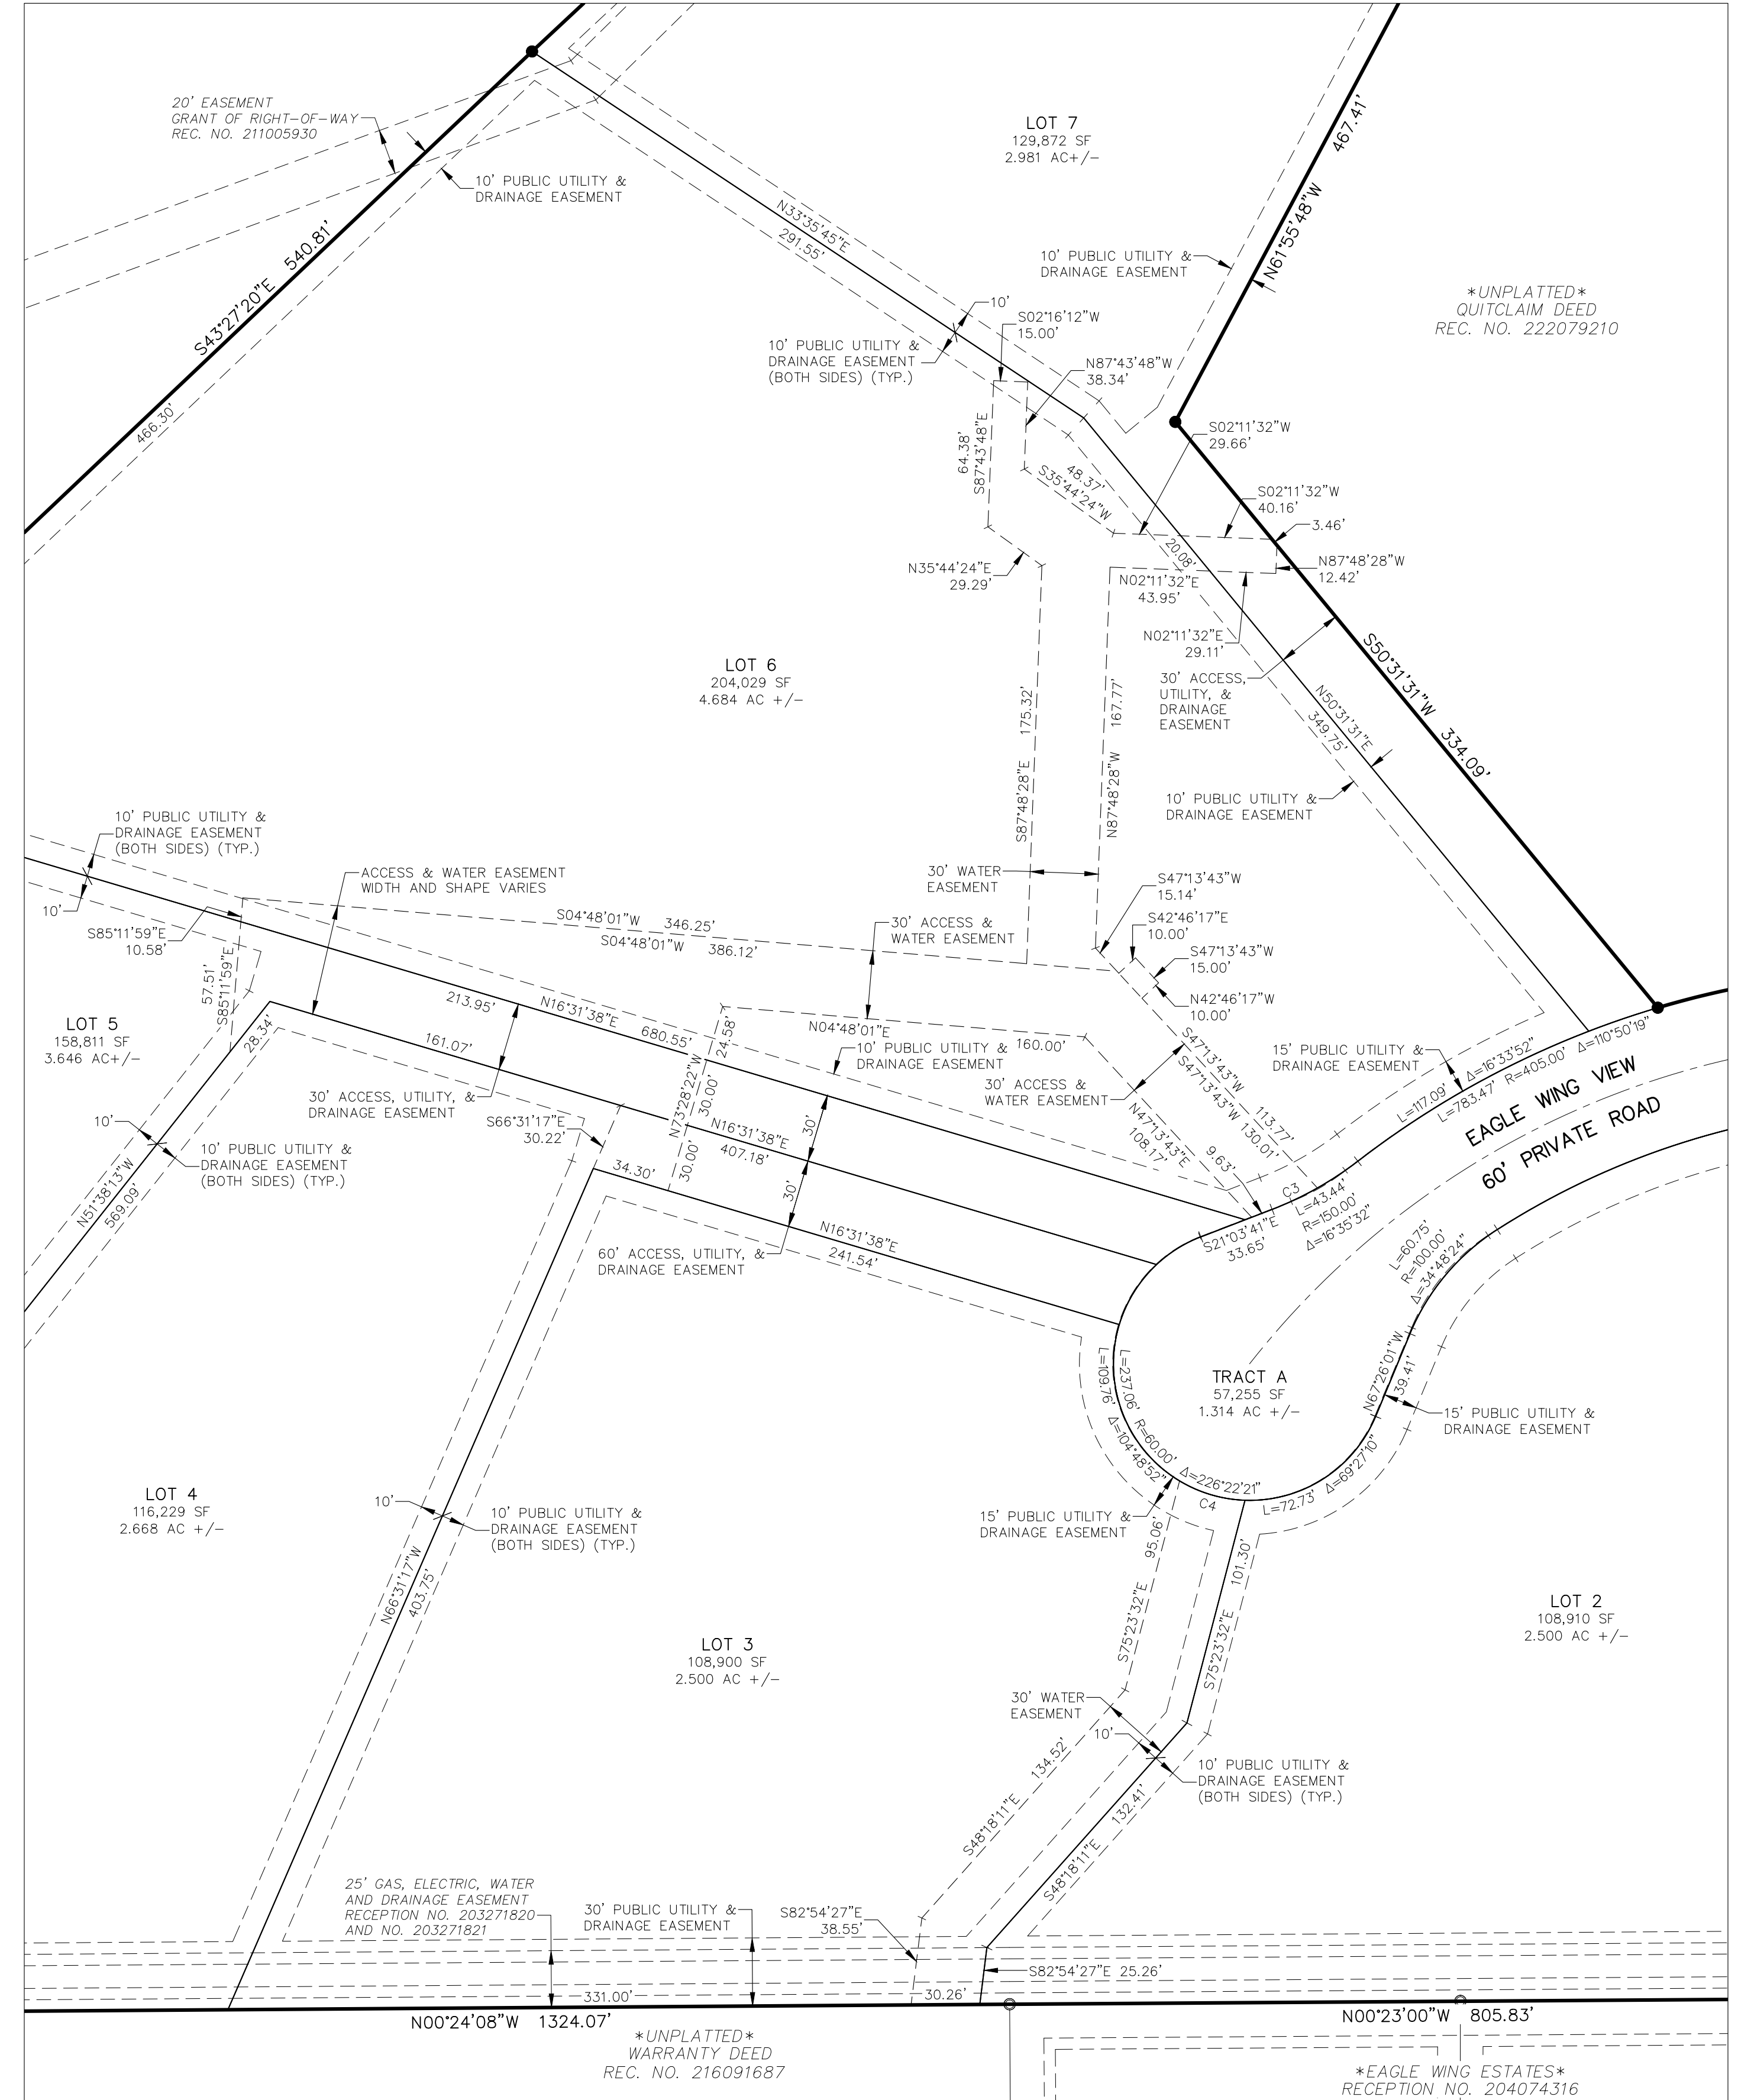 20' EASEMENT
GRANT OF RIGHT-OF-WAY
REC. NO. 211005930
10' PUBLIC UTILITY &
DRAINAGE EASEMENT
S43°27'20"E 540.81'
466.30'
LOT 7
129,872 SF
2.981 AC+/-
467.41'
N61°55'48"W
10' PUBLIC UTILITY &
DRAINAGE EASEMENT
*UNPLATTED*
QUITCLAIM DEED
REC. NO. 222079210
N33°35'45"E
291.55'
10'
S02°16'12"W
15.00'
10' PUBLIC UTILITY &
DRAINAGE EASEMENT
(BOTH SIDES) (TYP.)
N87°43'48"W
38.34'
64.38'
S87°43'48"E
48.37'
S35°44'24"W
S02°11'32"W
29.66'
S02°11'32"W
40.16'
3.46'
N87°48'28"W
12.42'
20.08'
N35°44'24"E
29.29'
N02°11'32"E
43.95'
N02°11'32"E
29.11'
30' ACCESS,
UTILITY, &
DRAINAGE
EASEMENT
S50°31'31"W 334.09'
N50°31'31"E
349.75'
LOT 6
204,029 SF
4.684 AC +/-
S87°48'28"E 175.32'
N87°48'28"W 167.77'
10' PUBLIC UTILITY &
DRAINAGE EASEMENT
10' PUBLIC UTILITY &
DRAINAGE EASEMENT
(BOTH SIDES) (TYP.)
10'
ACCESS & WATER EASEMENT
WIDTH AND SHAPE VARIES
30' WATER
EASEMENT
S47°13'43"W
15.14'
S42°46'17"E
10.00'
S47°13'43"W
15.00'
N42°46'17"W
10.00'
S85°11'59"E
10.58'
S04°48'01"W 346.25'
S04°48'01"W 386.12'
30' ACCESS &
WATER EASEMENT
57.51'
S85°11'59"E
LOT 5
158,811 SF
3.646 AC+/-
28.34'
213.95'
N16°31'38"E 680.55'
161.07'
24.58'
N04°48'01"E 160.00'
10' PUBLIC UTILITY &
DRAINAGE EASEMENT
30' ACCESS &
WATER EASEMENT
S47°13'43"W 113.77'
S47°13'43"W 130.01'
15' PUBLIC UTILITY &
DRAINAGE EASEMENT
L=117.09' Δ=16°33'52"
L=783.47' R=405.00' Δ=110°50'19"
EAGLE WING VIEW
60' PRIVATE ROAD
30' ACCESS, UTILITY, &
DRAINAGE EASEMENT
S66°31'17"E
30.22'
N73°28'22"W
30.00'
30.00'
N16°31'38"E
407.18'
30'
30'
N47°13'43"E
108.17'
9.63'
C3
L=43.44'
R=150.00'
Δ=16°35'32"
S21°03'41"E
33.65'
10'
10' PUBLIC UTILITY &
DRAINAGE EASEMENT
(BOTH SIDES) (TYP.)
N51°38'13"W
569.09'
34.30'
60' ACCESS, UTILITY, &
DRAINAGE EASEMENT
N16°31'38"E
241.54'
L=60.75'
R=100.00'
Δ=34°48'24"
TRACT A
57,255 SF
1.314 AC +/-
L=109.76' Δ=104°48'52"
L=237.06' R=60.00' Δ=226°22'21"
C4
L=72.73' Δ=69°27'10"
N67°26'01"W
39.41'
15' PUBLIC UTILITY &
DRAINAGE EASEMENT
15' PUBLIC UTILITY &
DRAINAGE EASEMENT
LOT 4
116,229 SF
2.668 AC +/-
10'
10' PUBLIC UTILITY &
DRAINAGE EASEMENT
(BOTH SIDES) (TYP.)
N66°31'17"W
403.75'
S75°23'32"E 95.06'
S75°23'32"E 101.30'
LOT 2
108,910 SF
2.500 AC +/-
LOT 3
108,900 SF
2.500 AC +/-
30' WATER
EASEMENT
10'
10' PUBLIC UTILITY &
DRAINAGE EASEMENT
(BOTH SIDES) (TYP.)
S48°18'11"E 134.52'
S48°18'11"E 132.41'
25' GAS, ELECTRIC, WATER
AND DRAINAGE EASEMENT
RECEPTION NO. 203271820
AND NO. 203271821
30' PUBLIC UTILITY &
DRAINAGE EASEMENT
S82°54'27"E
38.55'
S82°54'27"E 25.26'
331.00'
30.26'
N00°24'08"W 1324.07'
N00°23'00"W 805.83'
*UNPLATTED*
WARRANTY DEED
REC. NO. 216091687
*EAGLE WING ESTATES*
RECEPTION NO. 204074316